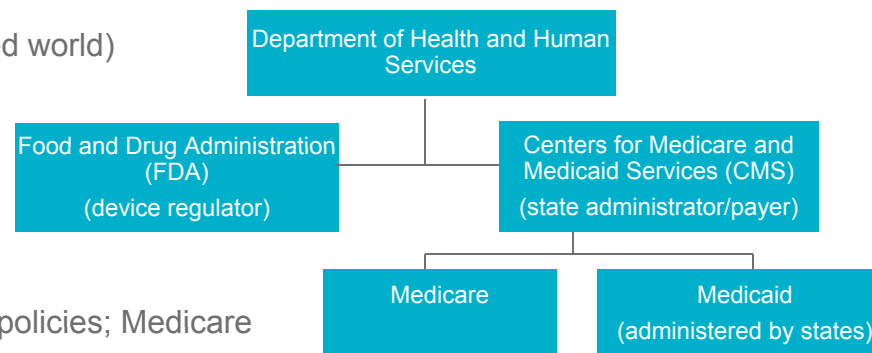 ed world)
Department of Health and Human
Services
Food and Drug Administration
(FDA)
(device regulator)
Centers for Medicare and
Medicaid Services (CMS)
(state administrator/payer)
Medicare
Medicaid
(administered by states)
policies; Medicare